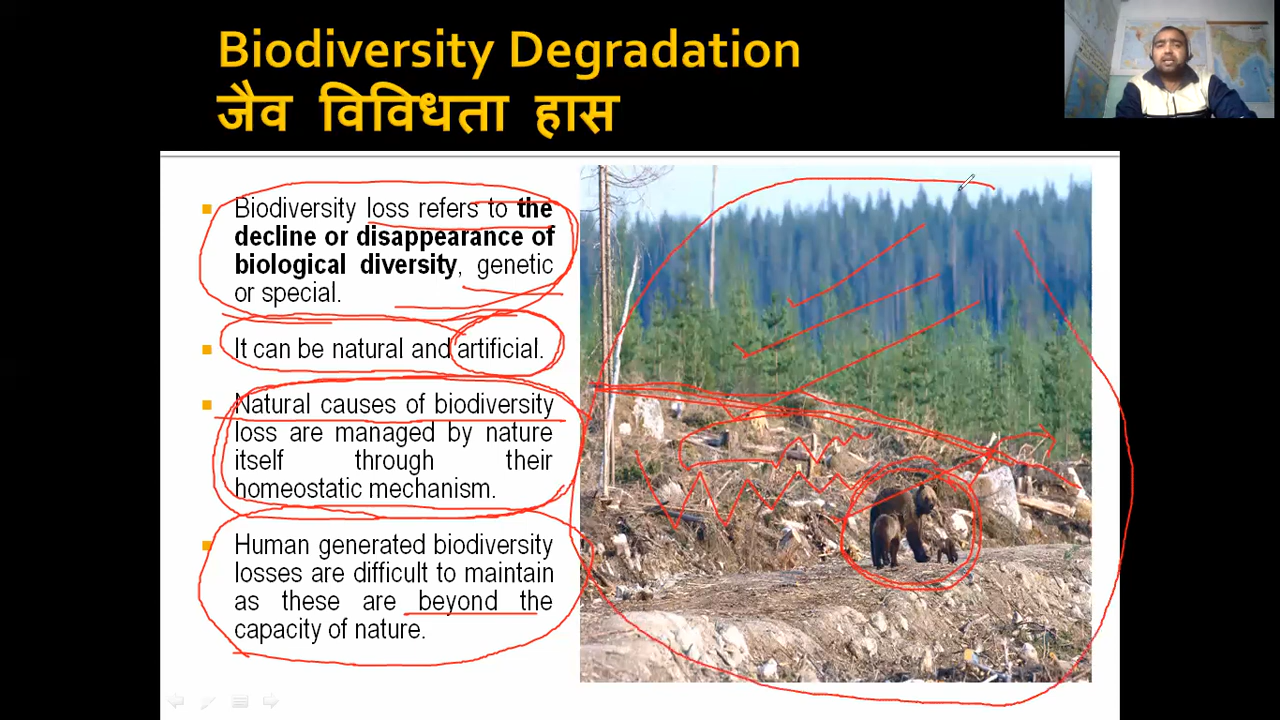 Biodiversity Degradation
जैव विविधता हास
Biodiversity loss refers to the
decline or disappearance of
biological diversity, genetic
or special.
It can be natural and artificial.
Natural causes of biodiversity
loss are managed by nature
itself through their
homeostatic mechanism.
Human generated biodiversity
losses are difficult to maintain
as these are beyond the
capacity of nature.